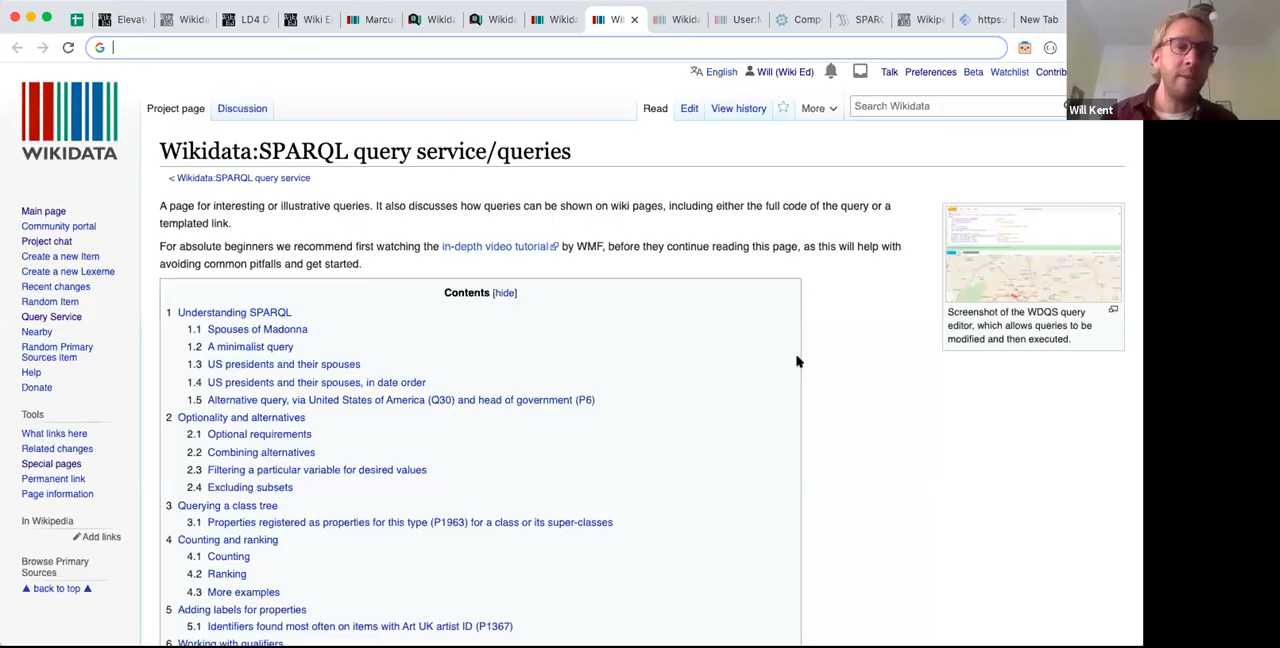 Elevat
Wikida
LD4 D
Wiki E
Marcu
Wikida
Wikida
Wikida
Wi
Wikida
User:M
Comp
SPARC
Wikipe
https:
New Tab
English
Will (Wiki Ed)
Talk
Preferences
Beta
Watchlist
Contrib
Project page
Discussion
Read
Edit
View history
More
Search Wikidata
Will Kent
WIKIDATA
Main page
Community portal
Project chat
Create a new Item
Create a new Lexeme
Recent changes
Random Item
Query Service
Nearby
Random Primary
Sources item
Help
Donate
Tools
What links here
Related changes
Special pages
Permanent link
Page information
In Wikipedia
Add links
Browse Primary
Sources
▲ back to top ▲
Wikidata:SPARQL query service/queries
< Wikidata:SPARQL query service
A page for interesting or illustrative queries. It also discusses how queries can be shown on wiki pages, including either the full code of the query or a
templated link.
For absolute beginners we recommend first watching the in-depth video tutorial by WMF, before they continue reading this page, as this will help with
avoiding common pitfalls and get started.
Contents [hide]
1 Understanding SPARQL
1.1 Spouses of Madonna
1.2 A minimalist query
1.3 US presidents and their spouses
1.4 US presidents and their spouses, in date order
1.5 Alternative query, via United States of America (Q30) and head of government (P6)
2 Optionality and alternatives
2.1 Optional requirements
2.2 Combining alternatives
2.3 Filtering a particular variable for desired values
2.4 Excluding subsets
3 Querying a class tree
3.1 Properties registered as properties for this type (P1963) for a class or its super-classes
4 Counting and ranking
4.1 Counting
4.2 Ranking
4.3 More examples
5 Adding labels for properties
5.1 Identifiers found most often on items with Art UK artist ID (P1367)
6 Working with qualifiers
Screenshot of the WDQS query
editor, which allows queries to be
modified and then executed.